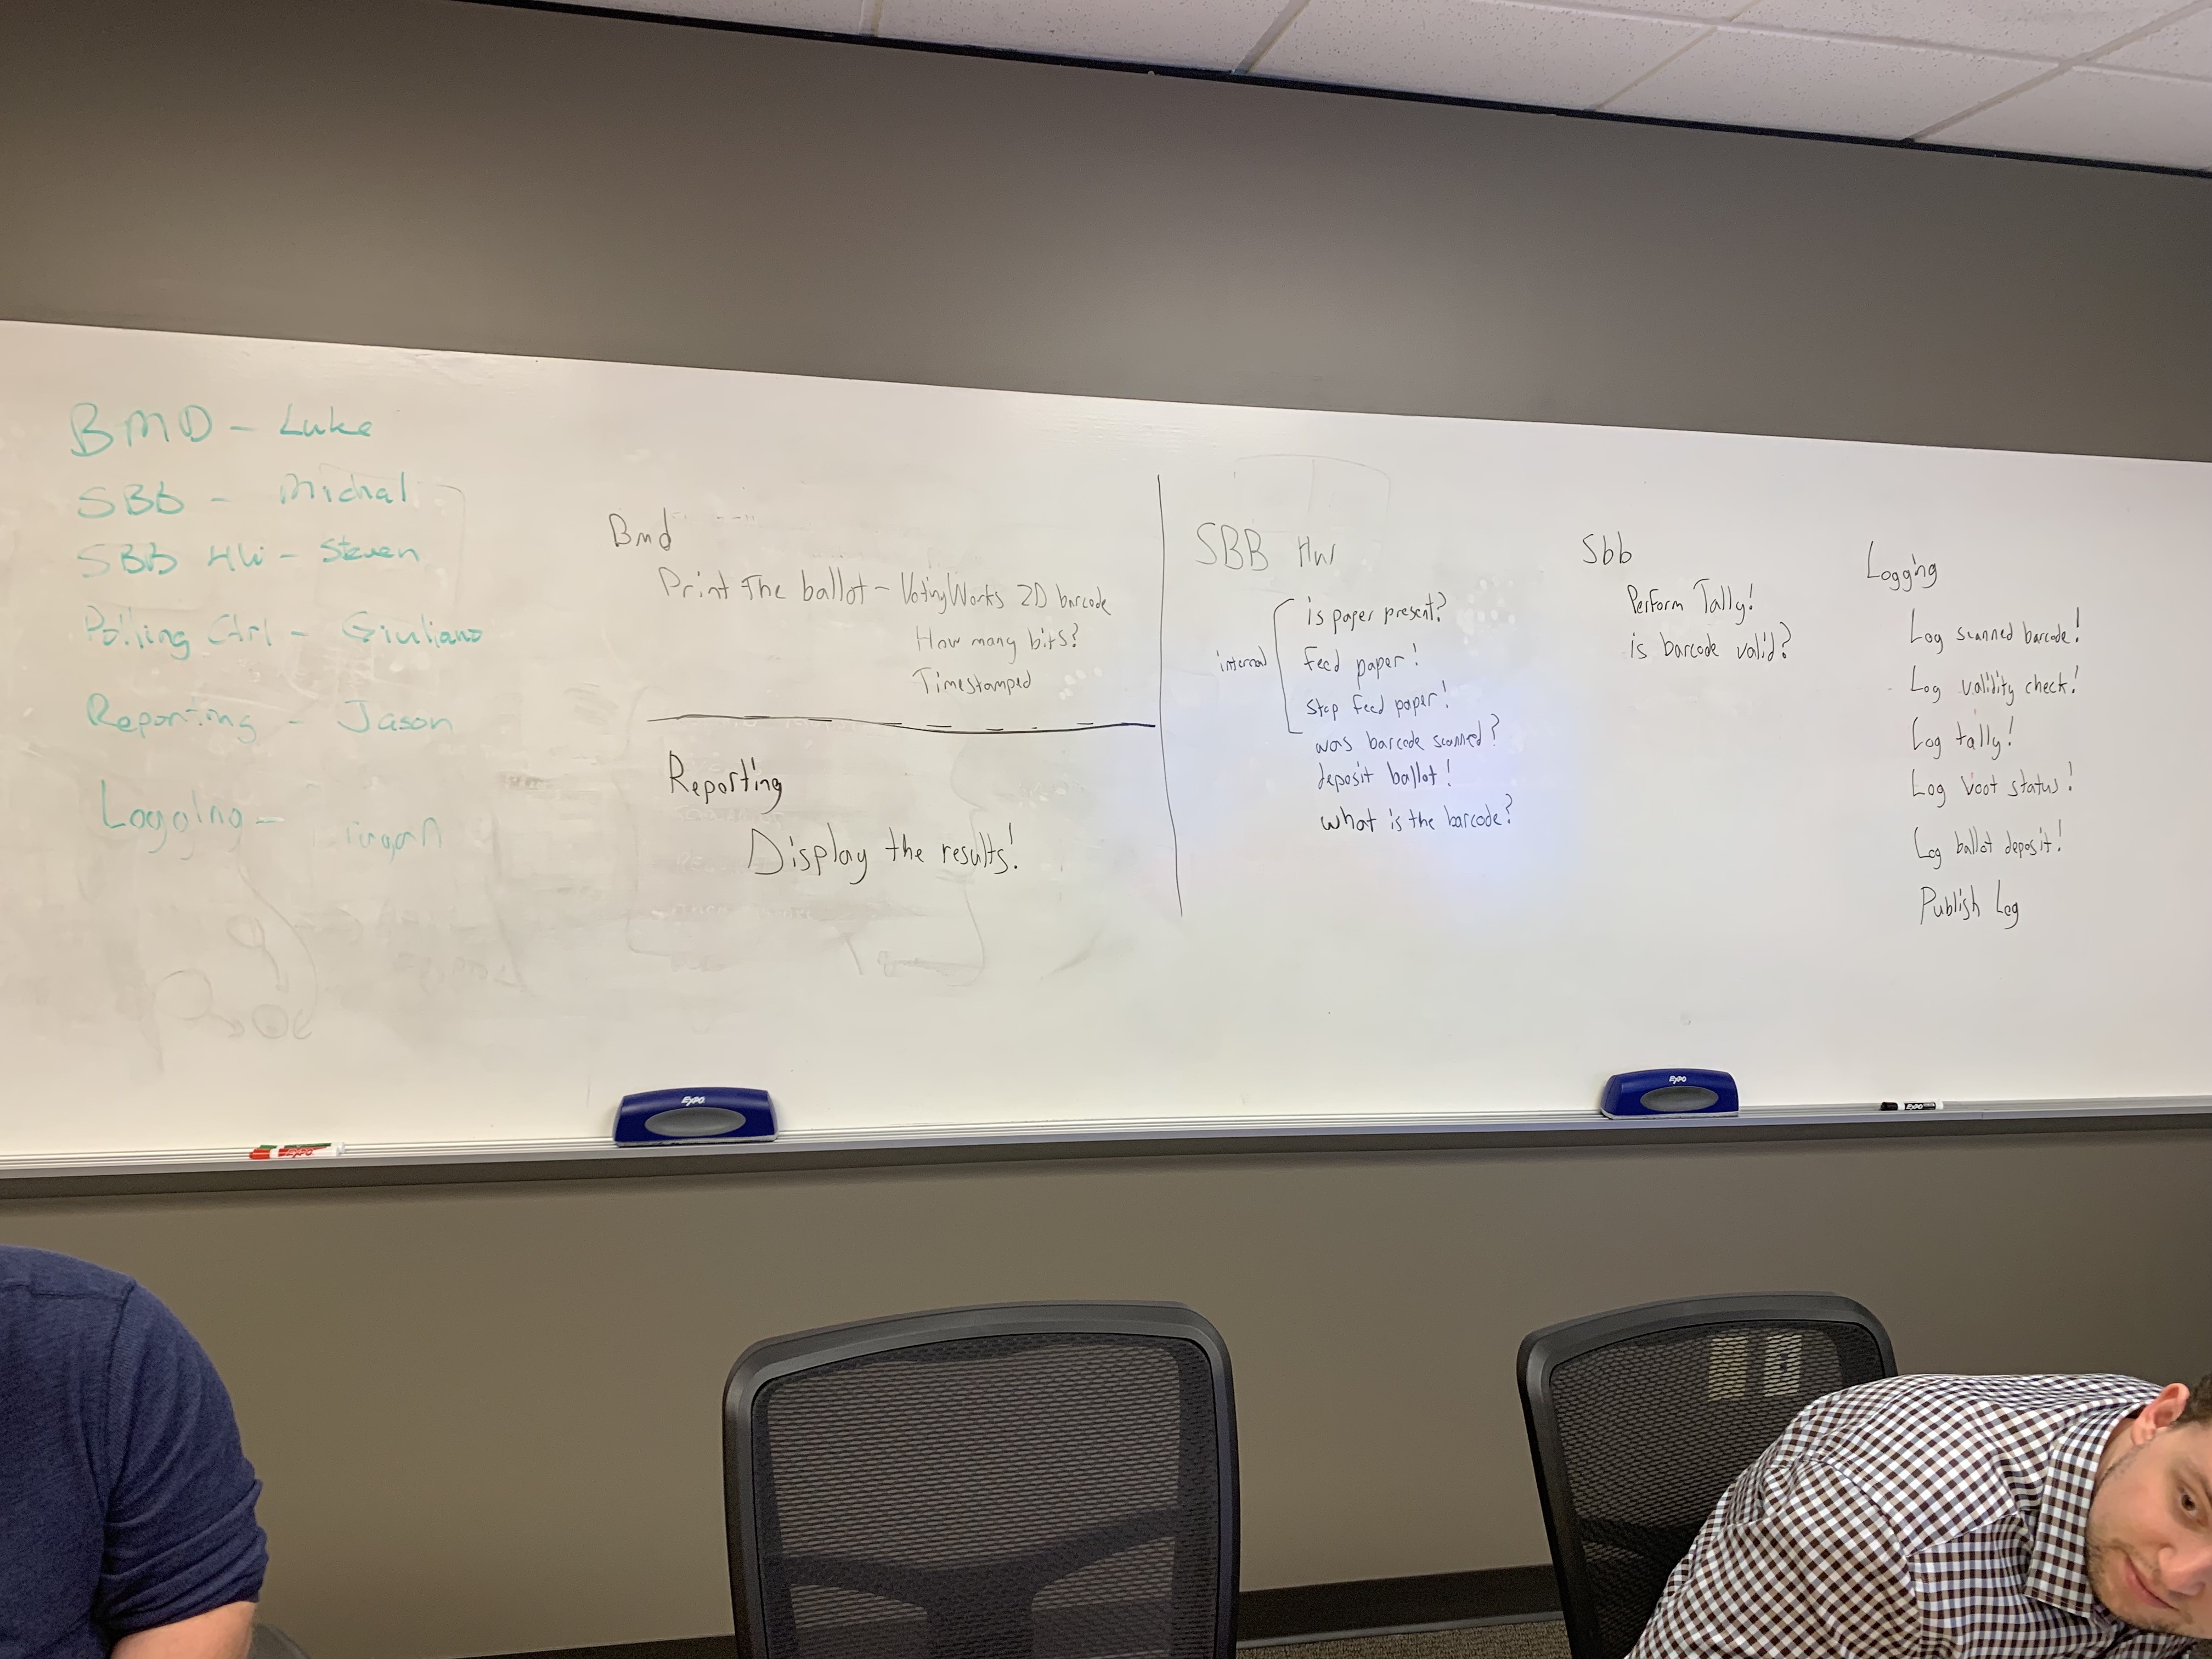 BMD - Luke
SBB - Michal
SBB HW - Steven
Polling Ctrl - Giuliano
Reporting - Jason
Logging -
Bmd
Print The ballot - VotingWorks 2D barcode
How many bits?
Timestamped
Reporting
Display the results!
SBB HW
internal
is paper present?
feed paper!
stop feed paper!
was barcode scanned?
deposit ballot!
what is the barcode?
Sbb
Perform Tally!
is barcode valid?
Logging
Log scanned barcode!
Log validity check!
Log tally!
Log voot status!
Log ballot deposit!
Publish Log
EXPO
EXPO
EXPO
EXPO